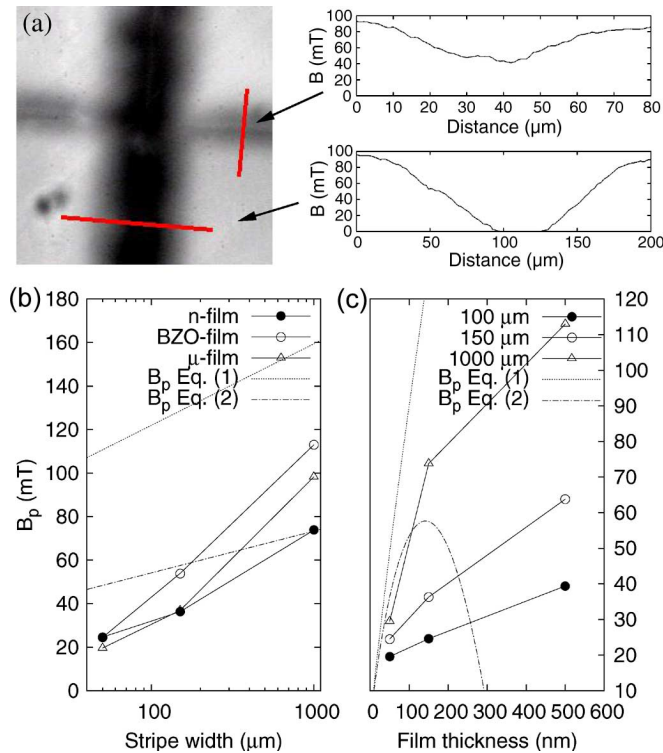 (a)
B (mT)
100
80
60
40
20
0
0 10 20 30 40 50 60 70 80
Distance (μm)
B (mT)
100
80
60
40
20
0
0 50 100 150 200
Distance (μm)
(b)
180
160
140
120
100
80
60
40
20
0
Bp (mT)
n-film
BZO-film
μ-film
Bp Eq. (1)
Bp Eq. (2)
100 1000
Stripe width (μm)
(c)
100 μm
150 μm
1000 μm
Bp Eq. (1)
Bp Eq. (2)
120
110
100
90
80
70
60
50
40
30
20
10
0 100 200 300 400 500 600
Film thickness (nm)